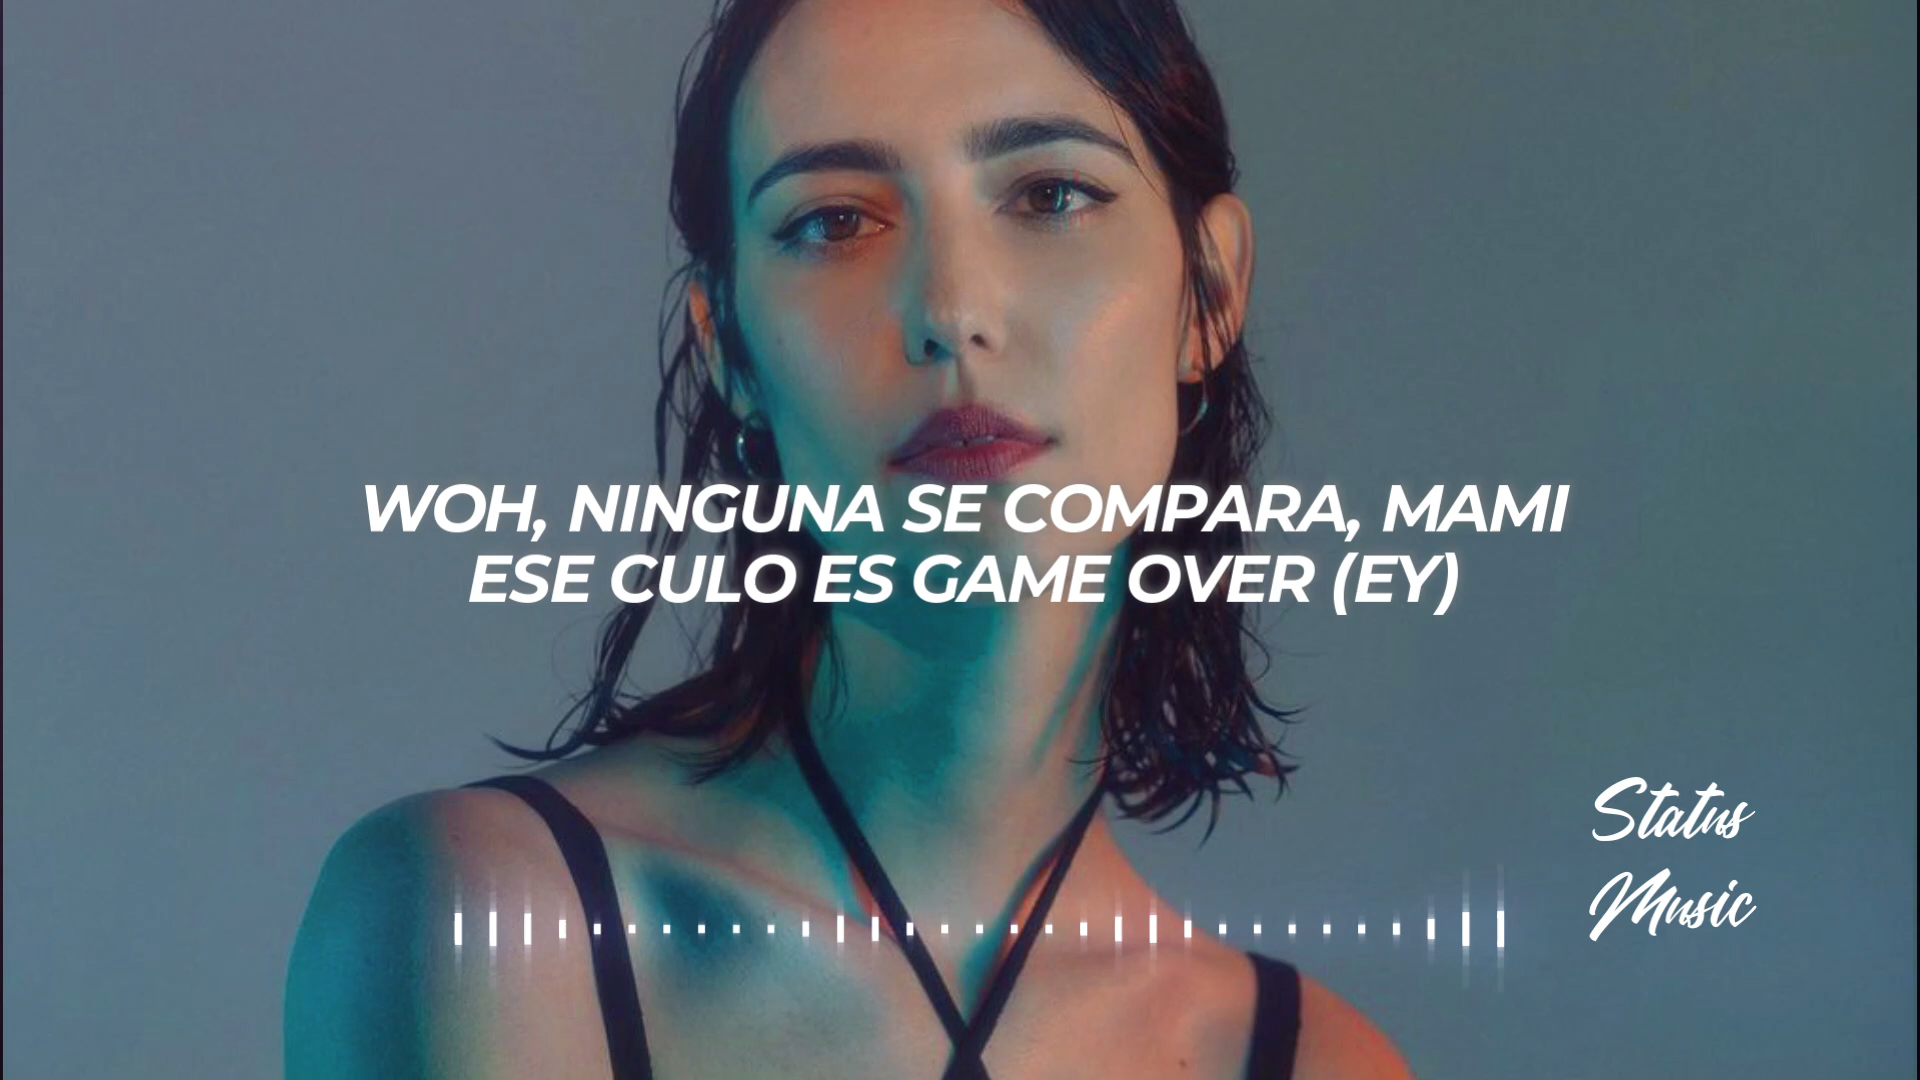 WOH, NINGUNA SE COMPARA, MAMI
ESE CULO ES GAME OVER (EY)
Status
Music